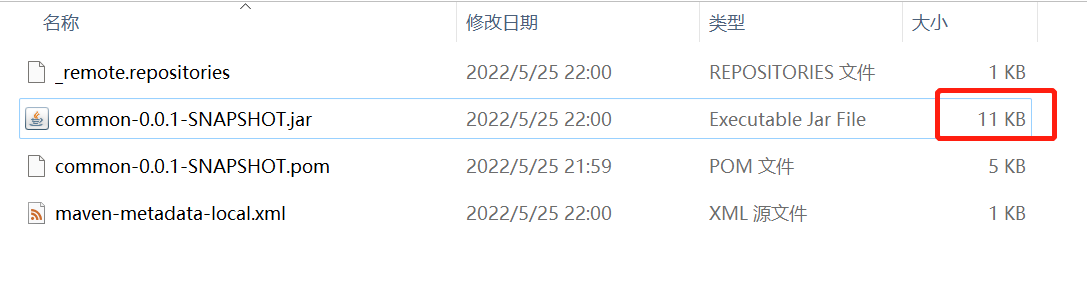 名称 修改日期 类型 大小
_remote.repositories 2022/5/25 22:00 REPOSITORIES 文件 1 KB
common-0.0.1-SNAPSHOT.jar 2022/5/25 22:00 Executable Jar File 11 KB
common-0.0.1-SNAPSHOT.pom 2022/5/25 21:59 POM 文件 5 KB
maven-metadata-local.xml 2022/5/25 22:00 XML 源文件 1 KB